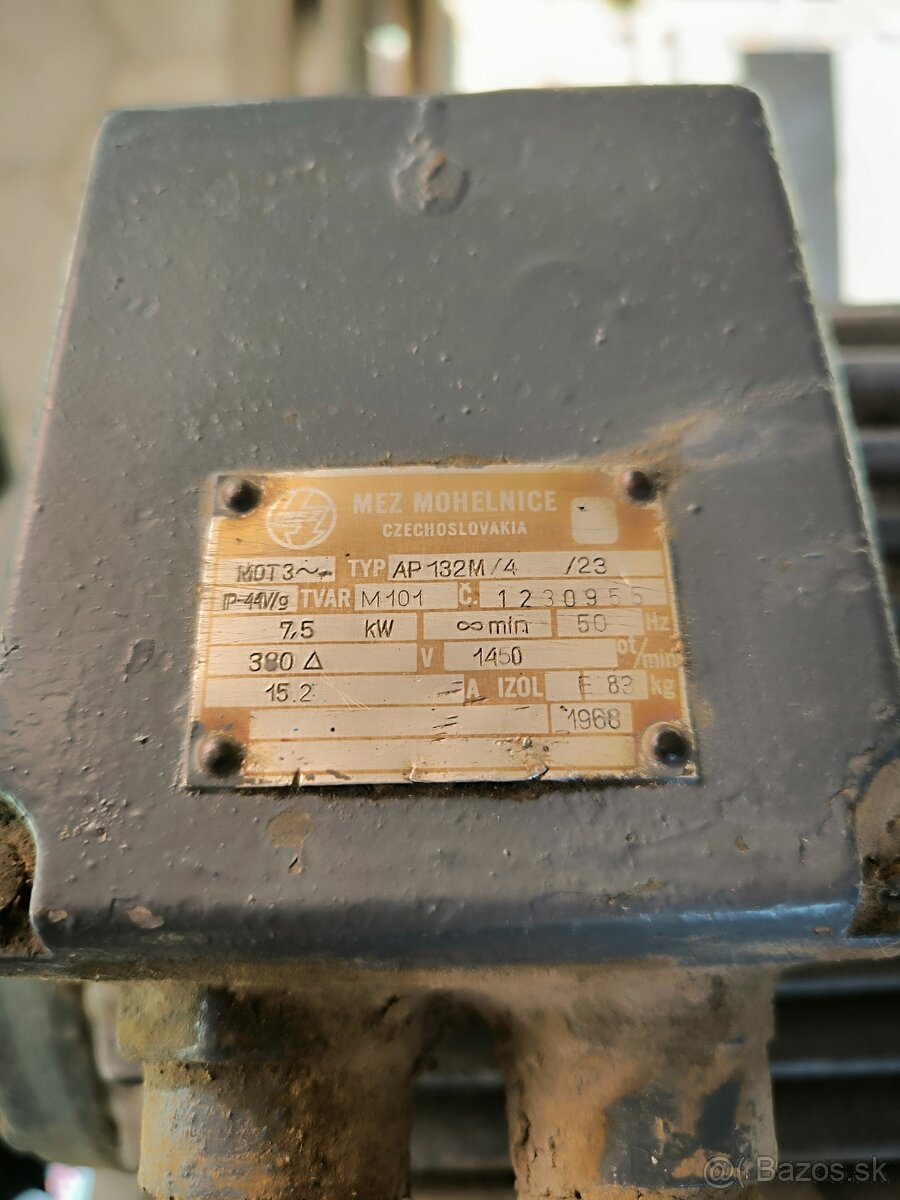 MEZ MOHELNICE
CZECHOSLOVAKIA
MOT 3~ TYP AP 132M/4 /23
IP-44V/g TVAR M101 Č. 1230955
7,5 kW ∞ min 50 Hz
380 Δ V 1450 ot/min
15.2 A IZOL E 83 kg
1968
@( Bazos.sk